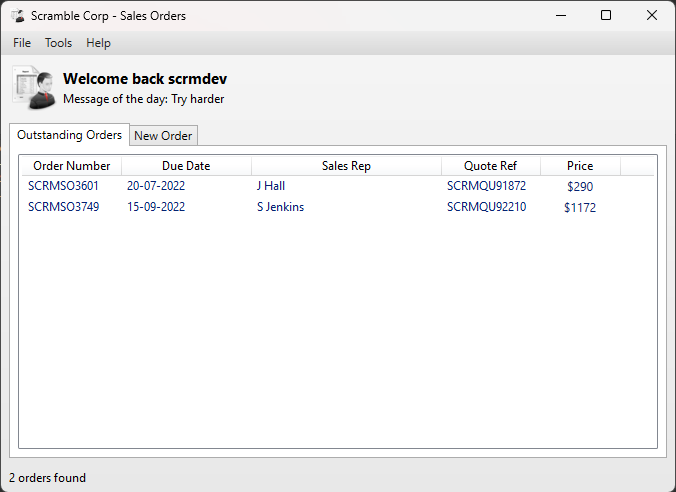 Scramble Corp - Sales Orders
File Tools Help
Welcome back scrmdev
Message of the day: Try harder
Outstanding Orders New Order
Order Number Due Date Sales Rep Quote Ref Price
SCRMSO3601 20-07-2022 J Hall SCRMQU91872 $290
SCRMSO3749 15-09-2022 S Jenkins SCRMQU92210 $1172
2 orders found